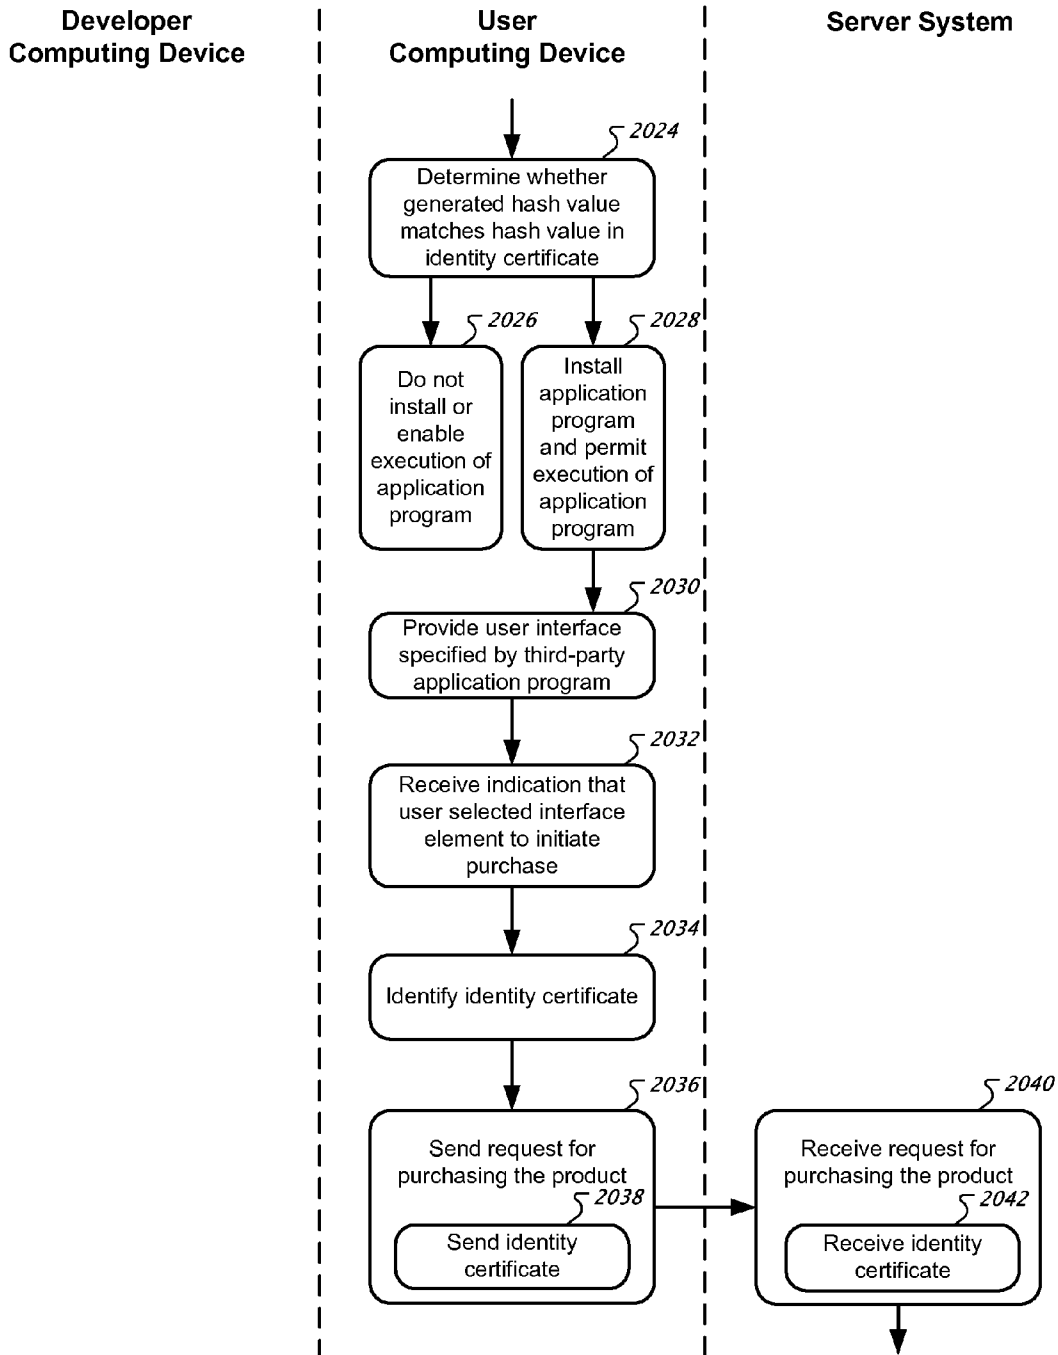 Developer
Computing Device
User
Computing Device
Server System
2024
Determine whether
generated hash value
matches hash value in
identity certificate
2026
Do not
install or
enable
execution of
application
program
2028
Install
application
program
and permit
execution of
application
program
2030
Provide user interface
specified by third-party
application program
2032
Receive indication that
user selected interface
element to initiate
purchase
2034
Identify identity certificate
2036
Send request for
purchasing the product
2038
Send identity
certificate
2040
Receive request for
purchasing the product
2042
Receive identity
certificate